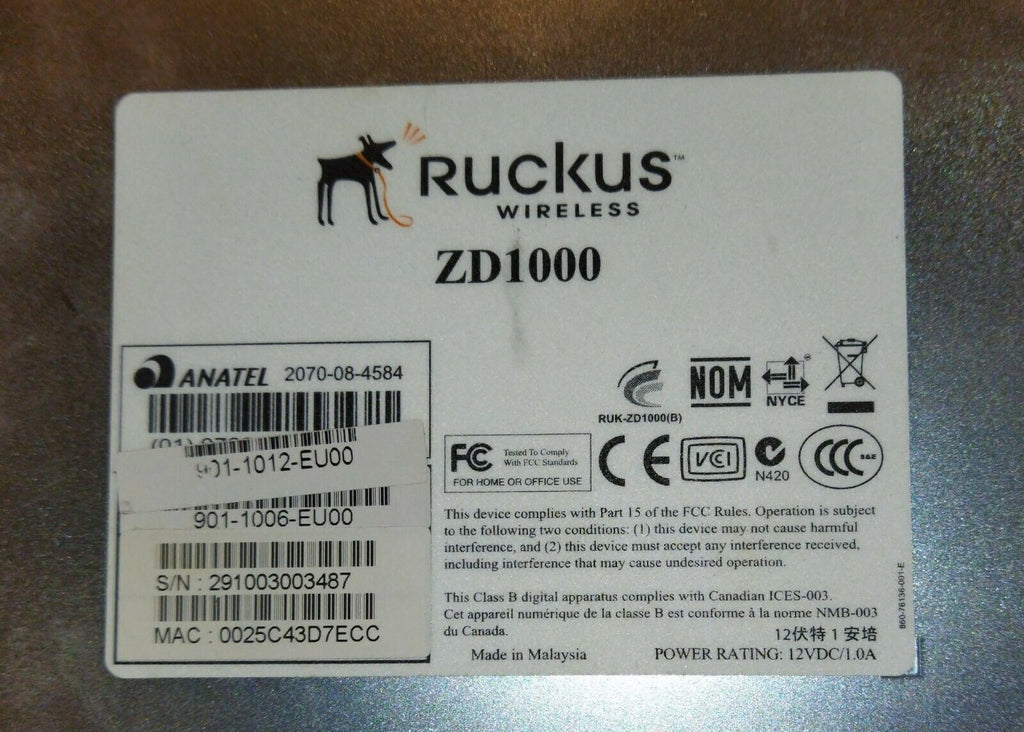 RUCKUS™
WIRELESS
ZD1000
ANATEL 2070-08-4584
901-1012-EU00
901-1006-EU00
S/N : 291003003487
MAC : 0025C43D7ECC
RUK-ZD1000(B)
NOM
NYCE
FC Tested To Comply
With FCC Standards
FOR HOME OR OFFICE USE
CE
VCCI
N420
CCC S&E
This device complies with Part 15 of the FCC Rules. Operation is subject
to the following two conditions: (1) this device may not cause harmful
interference, and (2) this device must accept any interference received,
including interference that may cause undesired operation.
This Class B digital apparatus complies with Canadian ICES-003.
Cet appareil numérique de la classe B est conforme à la norme NMB-003
du Canada.
12伏特 1 安培
Made in Malaysia
POWER RATING: 12VDC/1.0A
860-76136-001-E